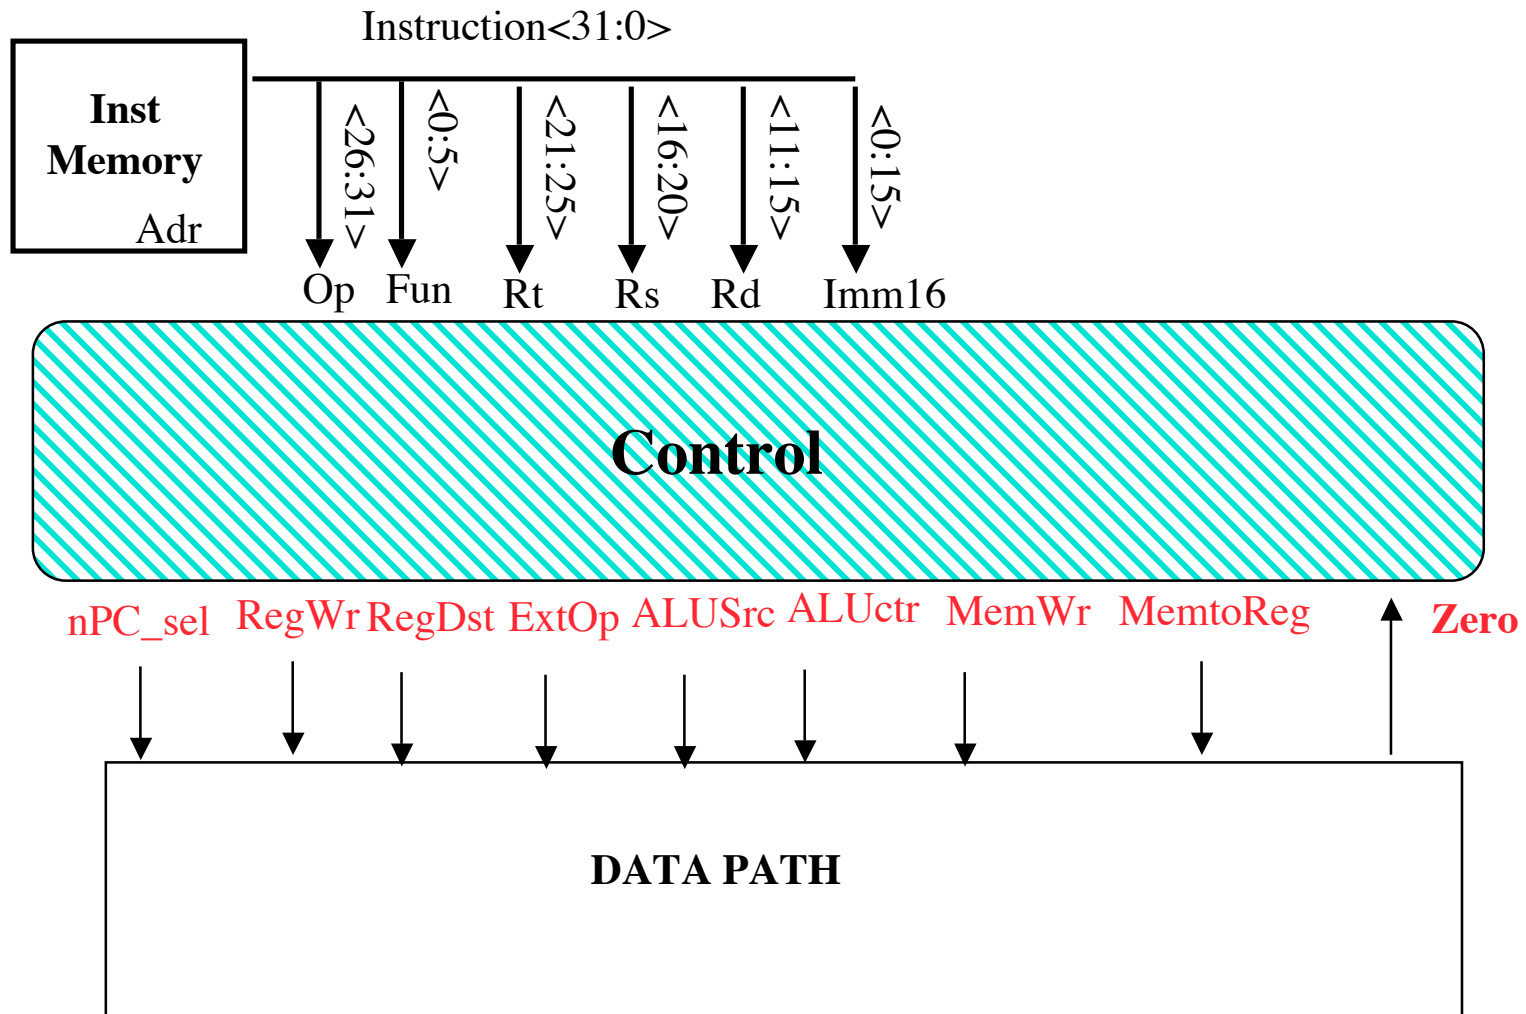 Instruction<31:0>
Inst
Memory
Adr
<26:31>
<0:5>
<21:25>
<16:20>
<11:15>
<0:15>
Op
Fun
Rt
Rs
Rd
Imm16
Control
nPC_sel
RegWr
RegDst
ExtOp
ALUSrc
ALUctr
MemWr
MemtoReg
Zero
DATA PATH